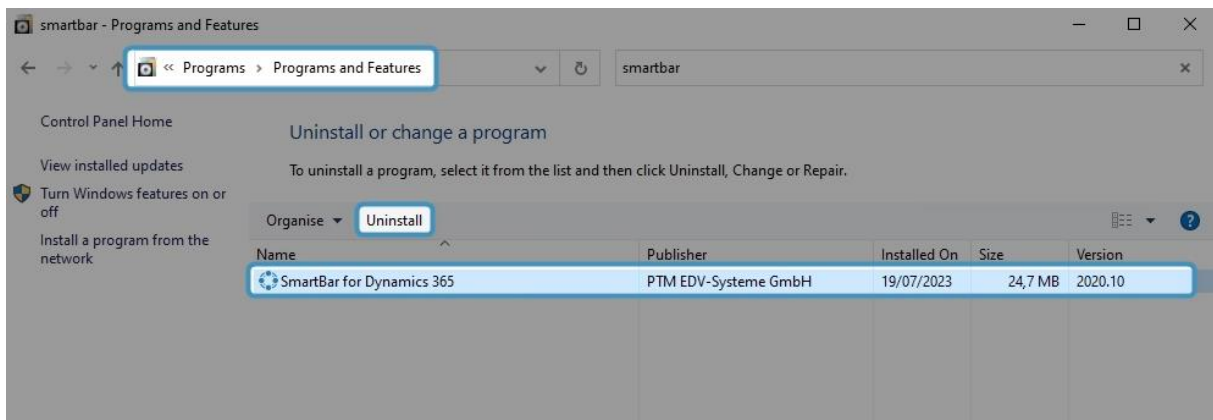 smartbar - Programs and Features
« Programs > Programs and Features
smartbar
Control Panel Home
View installed updates
Turn Windows features on or
off
Install a program from the
network
Uninstall or change a program
To uninstall a program, select it from the list and then click Uninstall, Change or Repair.
Organise Uninstall
Name Publisher Installed On Size Version
SmartBar for Dynamics 365 PTM EDV-Systeme GmbH 19/07/2023 24,7 MB 2020.10